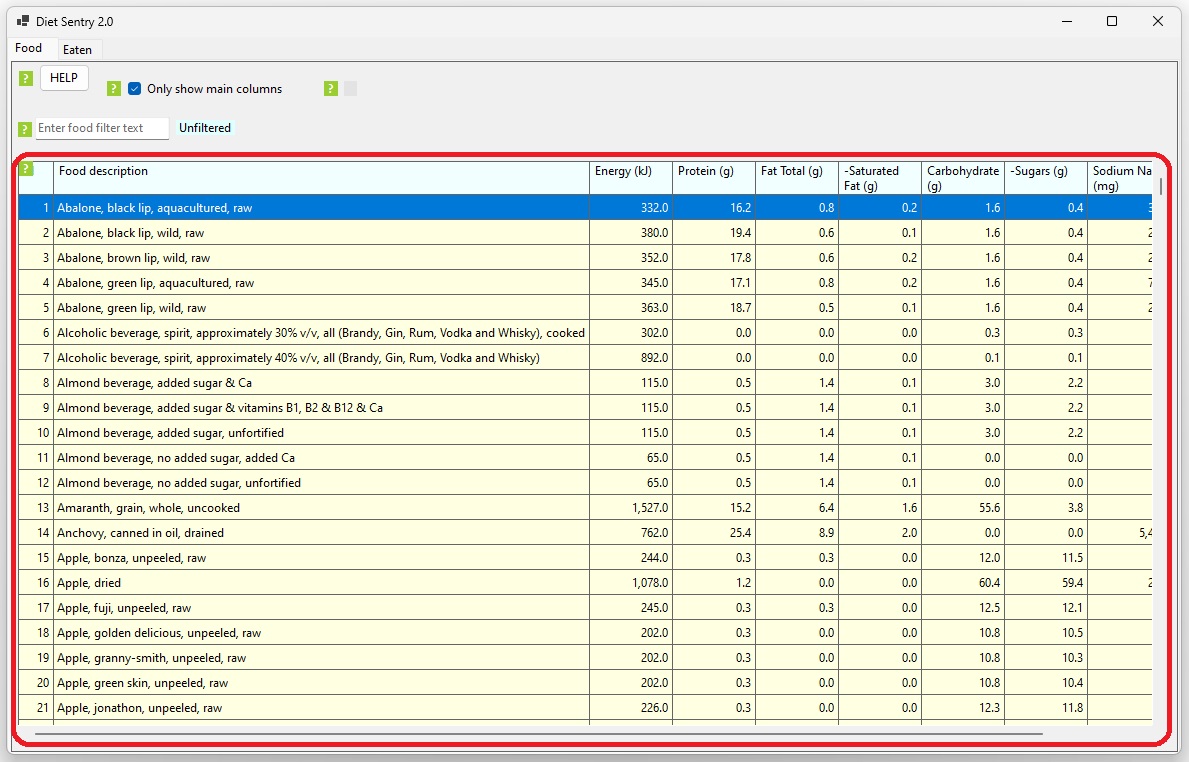 Diet Sentry 2.0
Food Eaten
? HELP ? Only show main columns ?
? Enter food filter text Unfiltered
? Food description Energy (kJ) Protein (g) Fat Total (g) -Saturated Fat (g) Carbohydrate (g) -Sugars (g) Sodium Na (mg)
1 Abalone, black lip, aquacultured, raw 332.0 16.2 0.8 0.2 1.6 0.4
2 Abalone, black lip, wild, raw 380.0 19.4 0.6 0.1 1.6 0.4 2
3 Abalone, brown lip, wild, raw 352.0 17.8 0.6 0.2 1.6 0.4 2
4 Abalone, green lip, aquacultured, raw 345.0 17.1 0.8 0.2 1.6 0.4 7
5 Abalone, green lip, wild, raw 363.0 18.7 0.5 0.1 1.6 0.4 2
6 Alcoholic beverage, spirit, approximately 30% v/v, all (Brandy, Gin, Rum, Vodka and Whisky), cooked 302.0 0.0 0.0 0.0 0.3 0.3
7 Alcoholic beverage, spirit, approximately 40% v/v, all (Brandy, Gin, Rum, Vodka and Whisky) 892.0 0.0 0.0 0.0 0.1 0.1
8 Almond beverage, added sugar & Ca 115.0 0.5 1.4 0.1 3.0 2.2
9 Almond beverage, added sugar & vitamins B1, B2 & B12 & Ca 115.0 0.5 1.4 0.1 3.0 2.2
10 Almond beverage, added sugar, unfortified 115.0 0.5 1.4 0.1 3.0 2.2
11 Almond beverage, no added sugar, added Ca 65.0 0.5 1.4 0.1 0.0 0.0
12 Almond beverage, no added sugar, unfortified 65.0 0.5 1.4 0.1 0.0 0.0
13 Amaranth, grain, whole, uncooked 1,527.0 15.2 6.4 1.6 55.6 3.8
14 Anchovy, canned in oil, drained 762.0 25.4 8.9 2.0 0.0 0.0 5,4
15 Apple, bonza, unpeeled, raw 244.0 0.3 0.3 0.0 12.0 11.5
16 Apple, dried 1,078.0 1.2 0.0 0.0 60.4 59.4 2
17 Apple, fuji, unpeeled, raw 245.0 0.3 0.3 0.0 12.5 12.1
18 Apple, golden delicious, unpeeled, raw 202.0 0.3 0.0 0.0 10.8 10.5
19 Apple, granny-smith, unpeeled, raw 202.0 0.3 0.0 0.0 10.8 10.3
20 Apple, green skin, unpeeled, raw 202.0 0.3 0.0 0.0 10.8 10.4
21 Apple, jonathon, unpeeled, raw 226.0 0.3 0.0 0.0 12.3 11.8